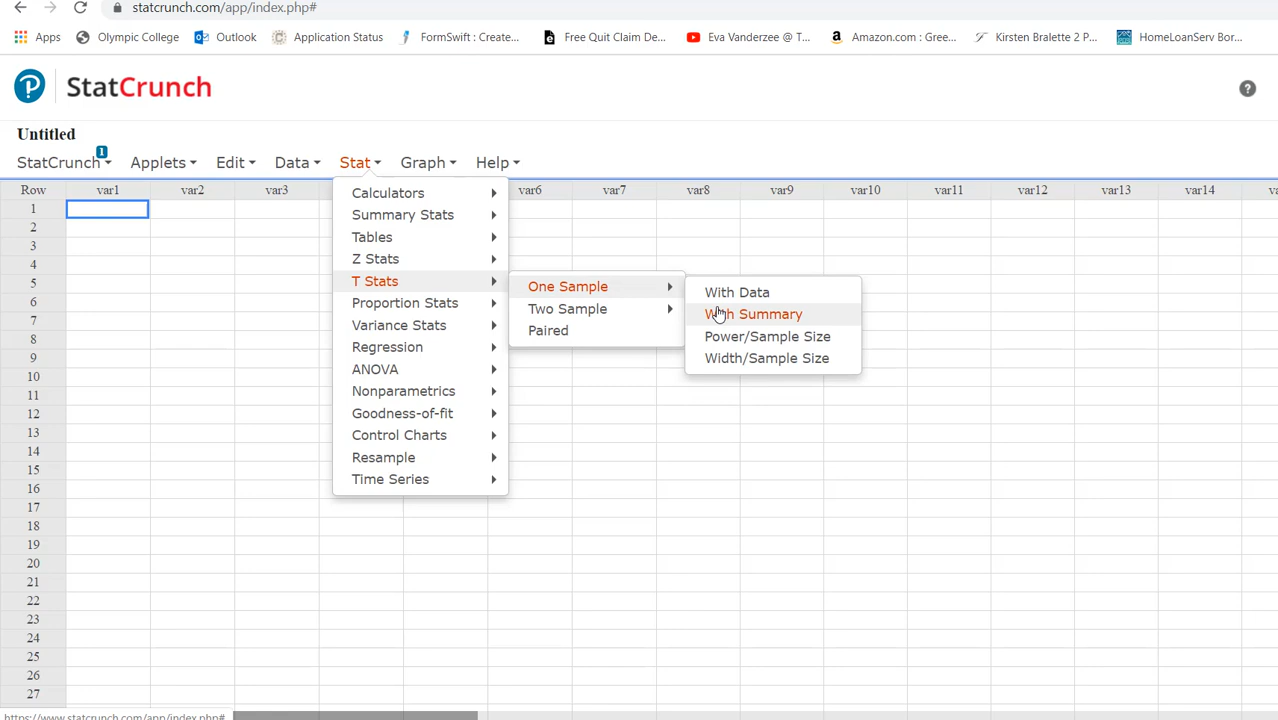 statcrunch.com/app/index.php#
Apps Olympic College Outlook Application Status FormSwift : Create... Free Quit Claim De... Eva Vanderzee @ T... Amazon.com : Gree... Kirsten Bralette 2 P... HomeLoanServ Bor...
P StatCrunch ?
Untitled
1
StatCrunch Applets Edit Data Stat Graph Help
Row var1 var2 var3 var6 var7 var8 var9 var10 var11 var12 var13 var14 va
Calculators
Summary Stats
Tables
Z Stats
T Stats
Proportion Stats
Variance Stats
Regression
ANOVA
Nonparametrics
Goodness-of-fit
Control Charts
Resample
Time Series
One Sample
Two Sample
Paired
With Data
With Summary
Power/Sample Size
Width/Sample Size
1
2
3
4
5
6
7
8
9
10
11
12
13
14
15
16
17
18
19
20
21
22
23
24
25
26
27
https://www.statcrunch.com/app/index.php#